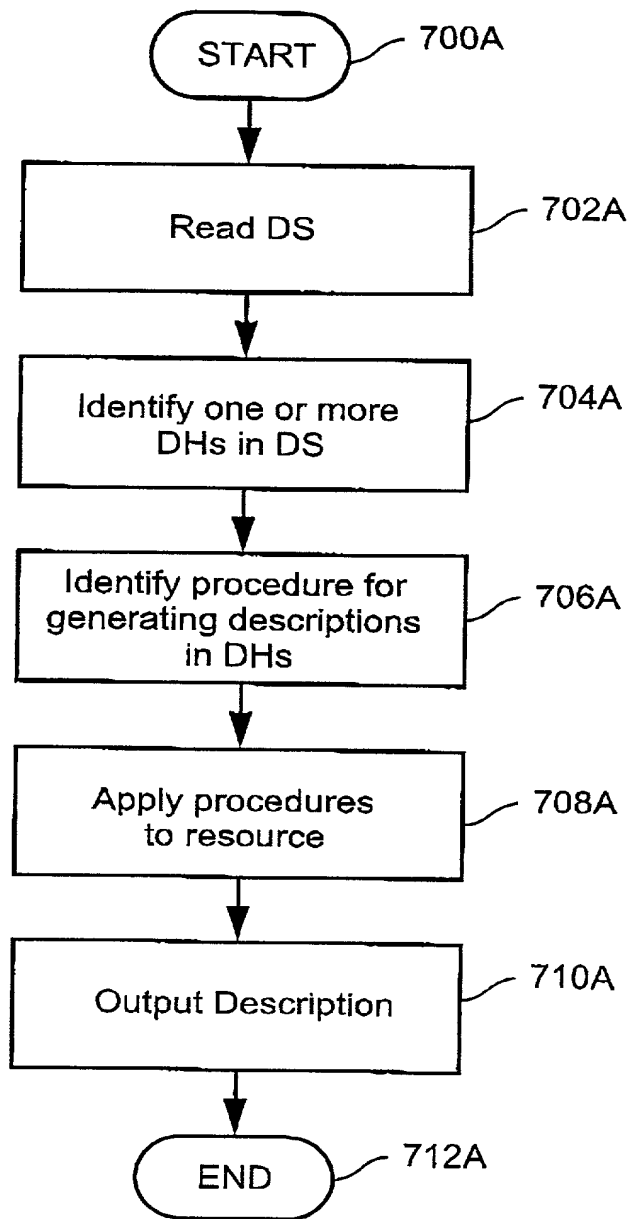 START
700A
Read DS
702A
Identify one or more
DHs in DS
704A
Identify procedure for
generating descriptions
in DHs
706A
Apply procedures
to resource
708A
Output Description
710A
END
712A